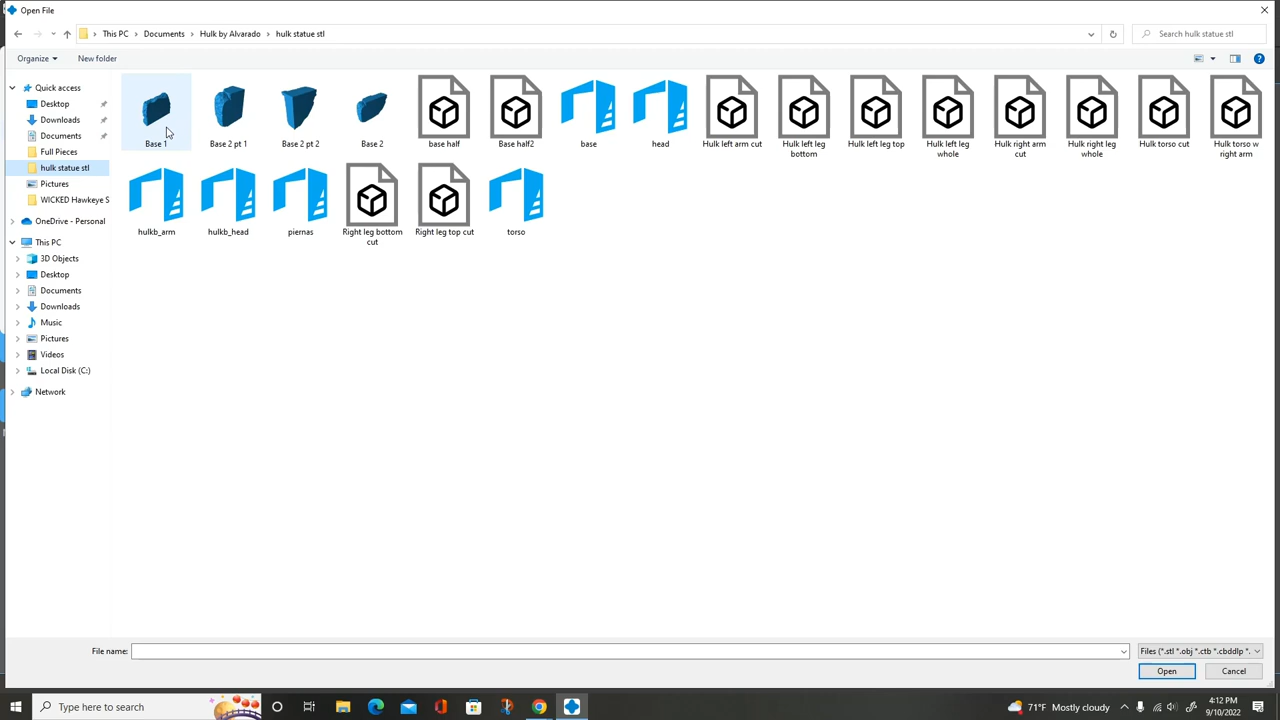 Open File
This PC > Documents > Hulk by Alvarado > hulk statue stl
Search hulk statue stl
Organize
New folder
Quick access
Desktop
Downloads
Documents
Full Pieces
hulk statue stl
Pictures
WICKED Hawkeye S
OneDrive - Personal
This PC
3D Objects
Desktop
Documents
Downloads
Music
Pictures
Videos
Local Disk (C:)
Network
Base 1
Base 2 pt 1
Base 2 pt 2
Base 2
base half
Base half2
base
head
Hulk left arm cut
Hulk left leg
bottom
Hulk left leg top
Hulk left leg
whole
Hulk right arm
cut
Hulk right leg
whole
Hulk torso cut
Hulk torso w
right arm
hulkb_arm
hulkb_head
piernas
Right leg bottom
cut
Right leg top cut
torso
File name:
Files (*.stl *.obj *.ctb *.cbddlp *.
Open
Cancel
Type here to search
71°F Mostly cloudy
4:12 PM
9/10/2022